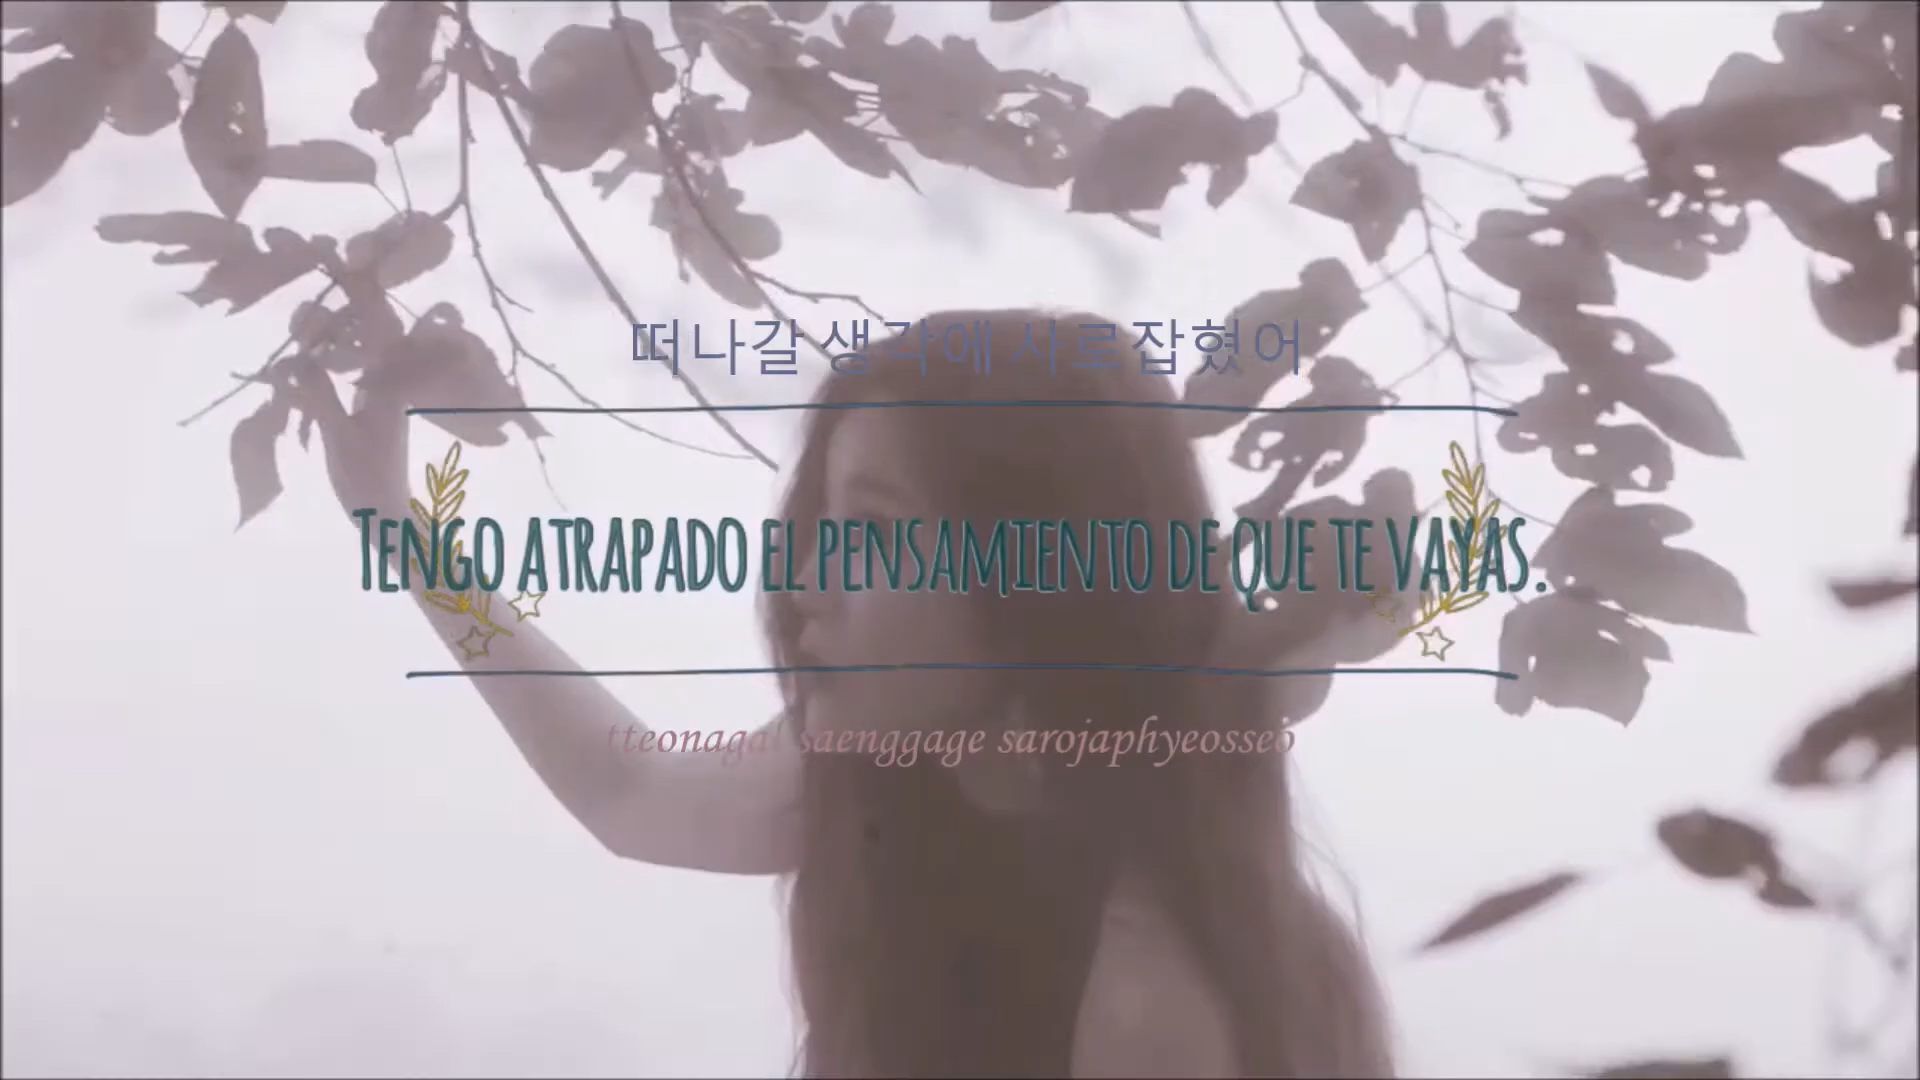 떠나갈 생각에 사로잡혔어
Tengo atrapado el pensamiento de que te vayas.
tteonagal saenggage sarojaphyeosseo